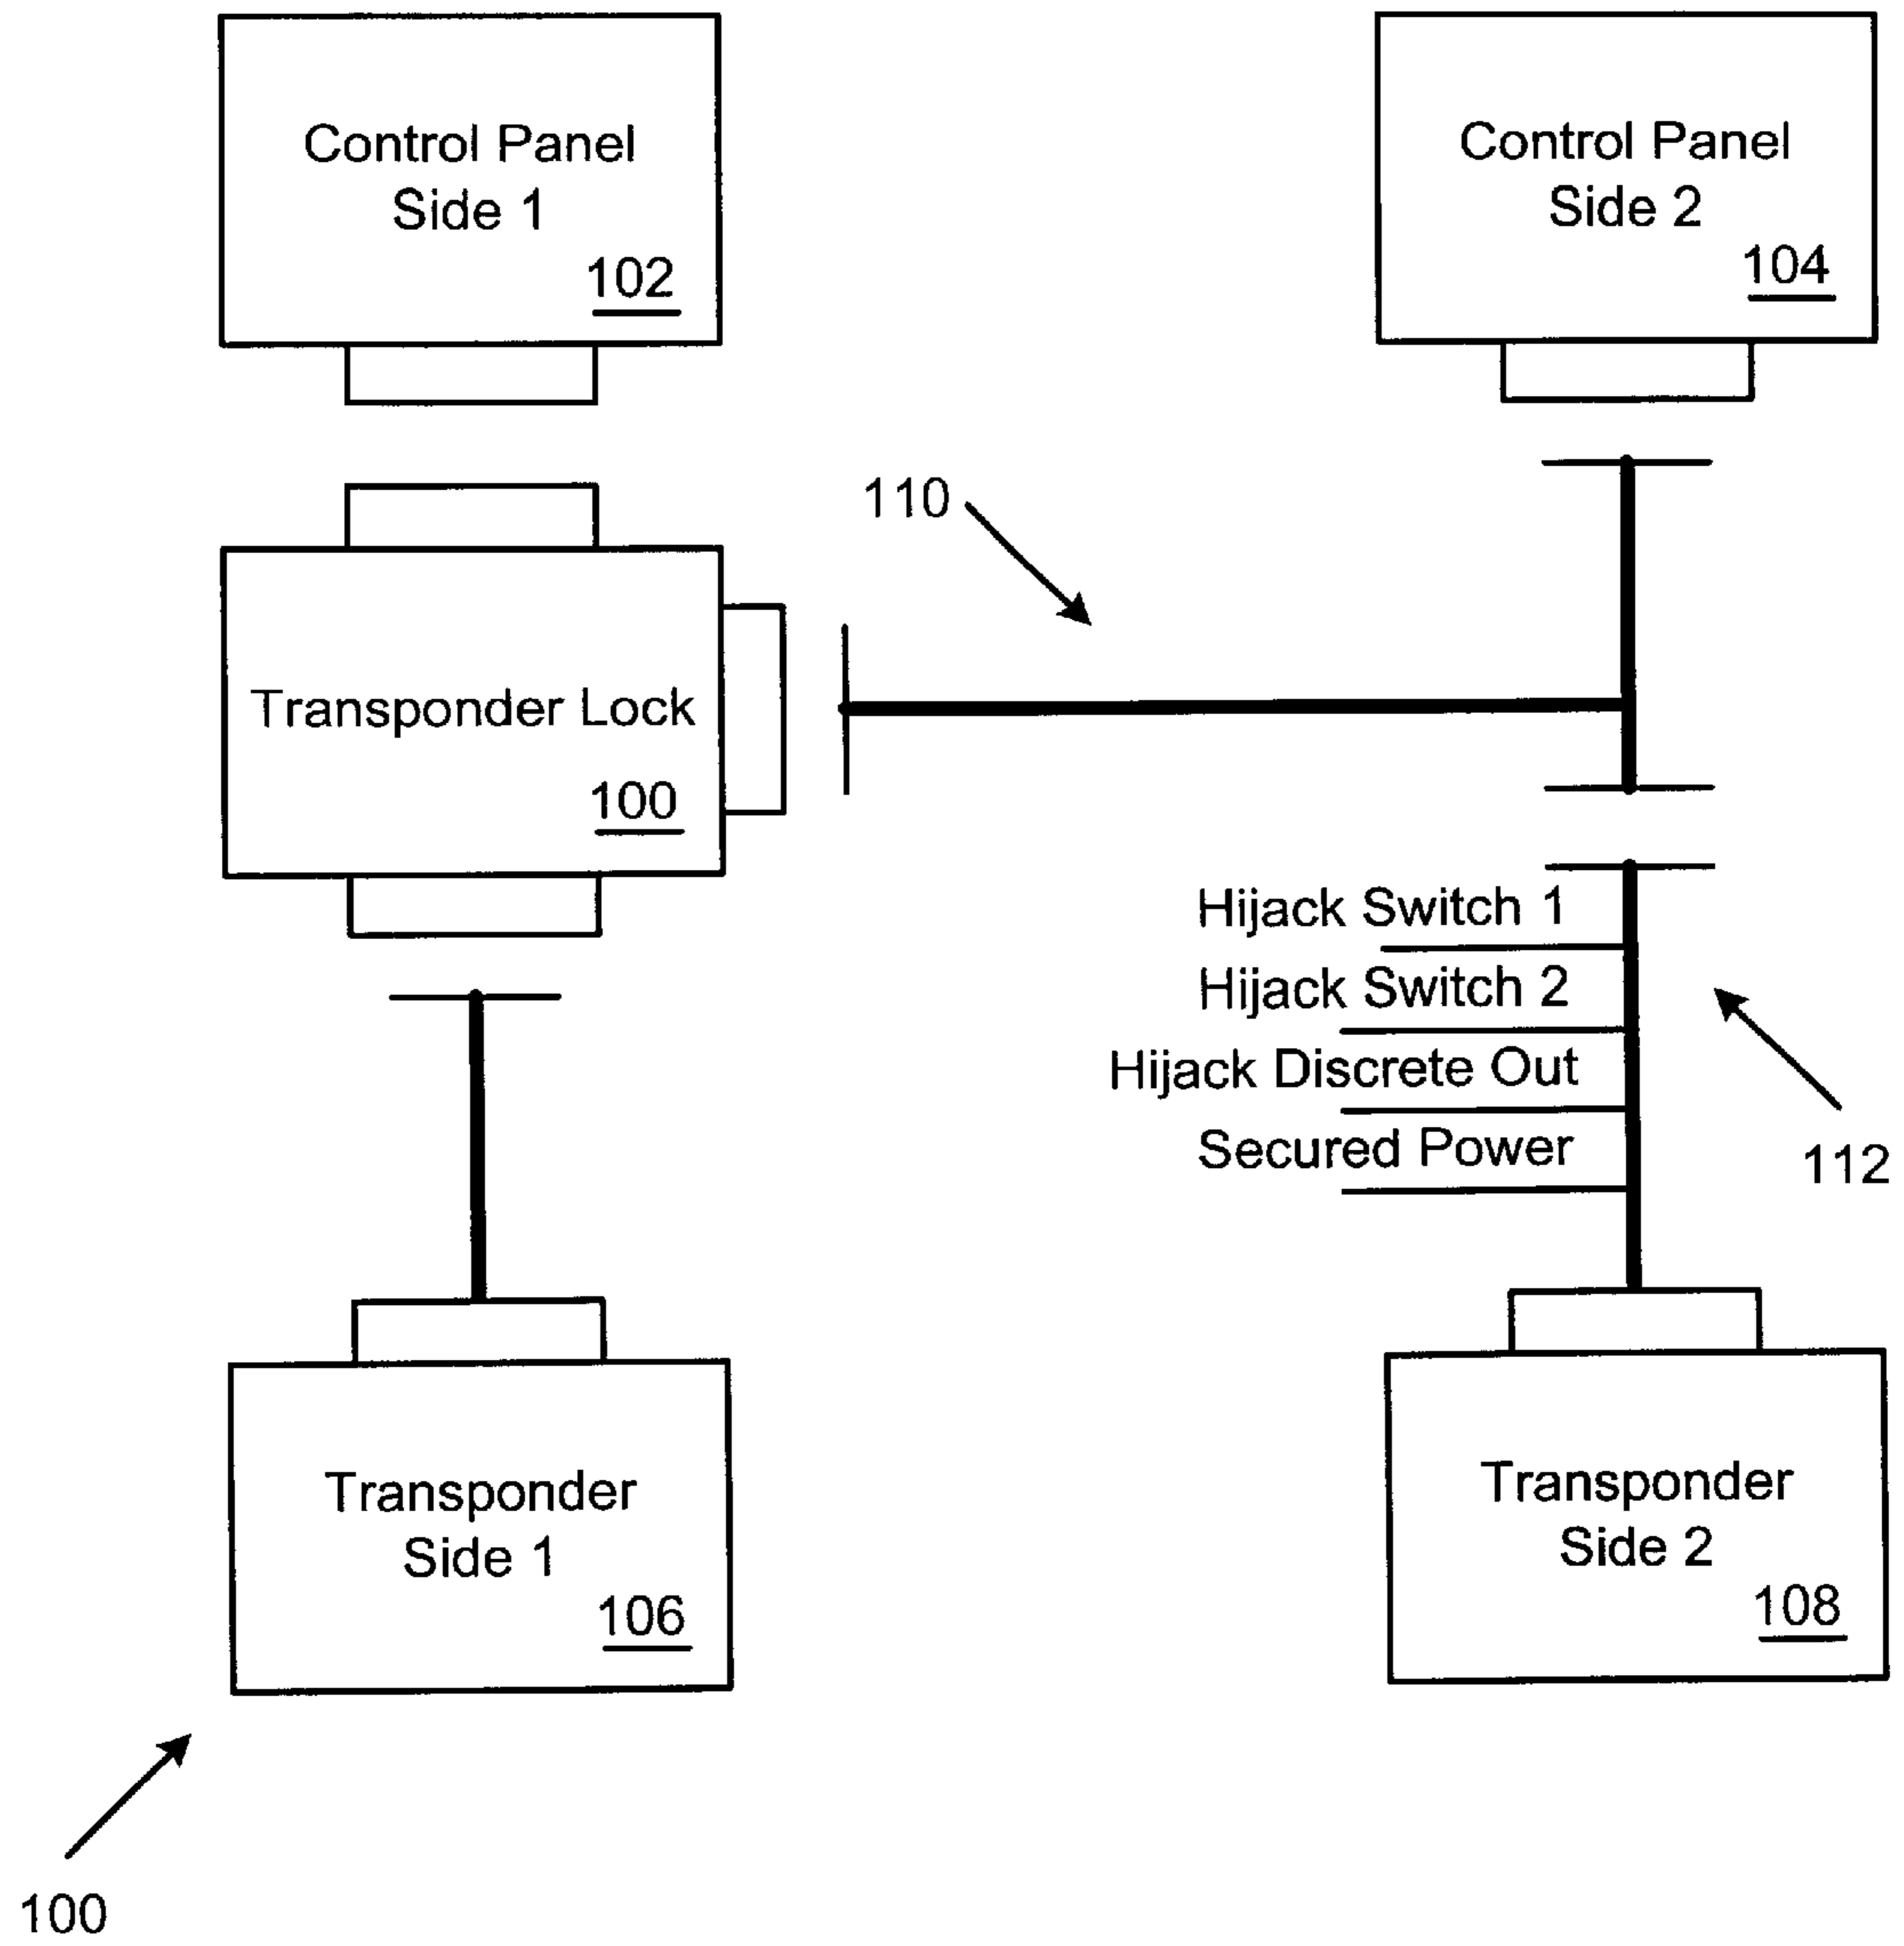 Control Panel
Side 1
102
Control Panel
Side 2
104
110
Transponder Lock
100
Hijack Switch 1
Hijack Switch 2
Hijack Discrete Out
Secured Power
112
Transponder
Side 1
106
Transponder
Side 2
108
100